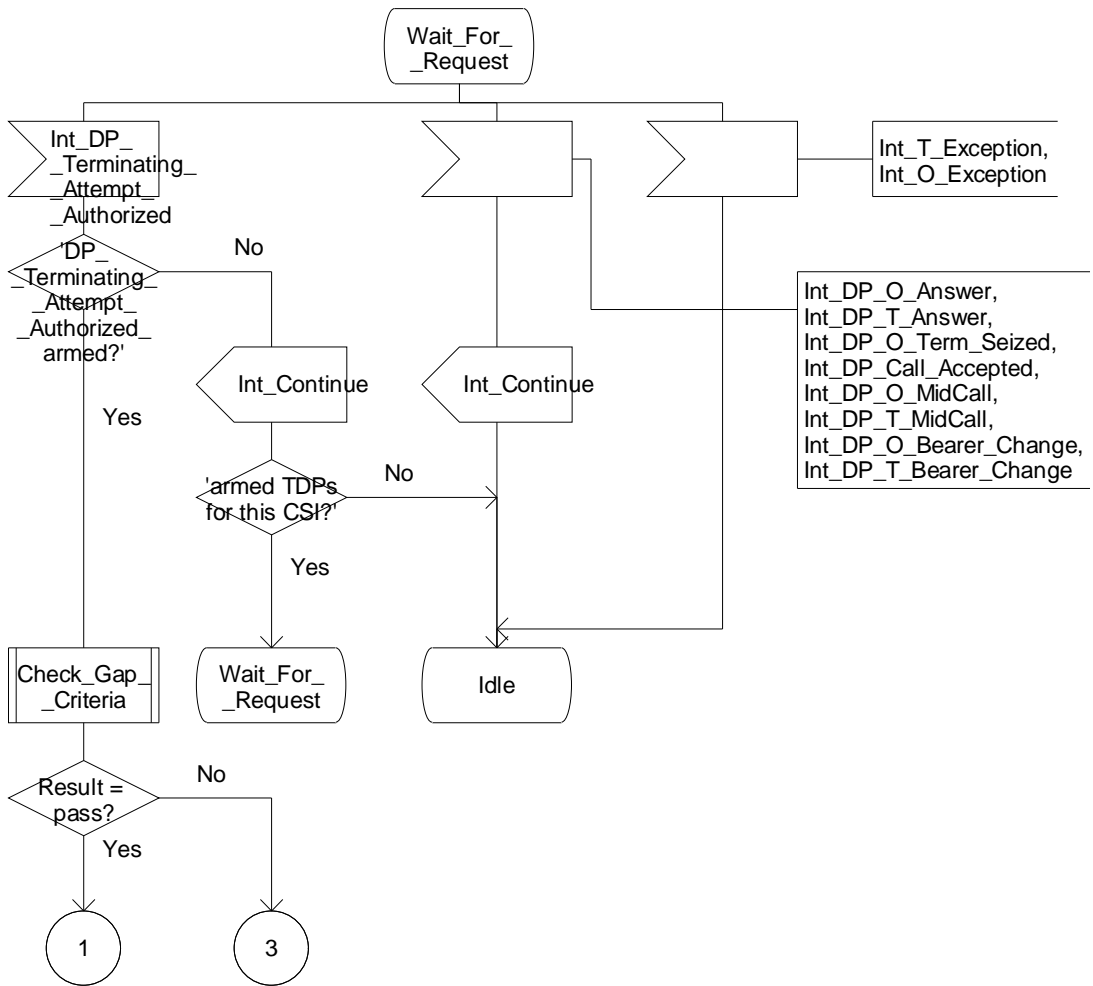 Wait_For_
_Request
Int_DP_
_Terminating_
_Attempt_
_Authorized
Int_T_Exception,
Int_O_Exception
'DP_
_Terminating_
_Attempt_
_Authorized_
armed?'
No
Int_DP_O_Answer,
Int_DP_T_Answer,
Int_DP_O_Term_Seized,
Int_DP_Call_Accepted,
Int_DP_O_MidCall,
Int_DP_T_MidCall,
Int_DP_O_Bearer_Change,
Int_DP_T_Bearer_Change
Int_Continue
Int_Continue
Yes
'armed TDPs
for this CSI?'
No
Yes
Check_Gap_
_Criteria
Wait_For_
_Request
Idle
Result =
pass?
No
Yes
1
3